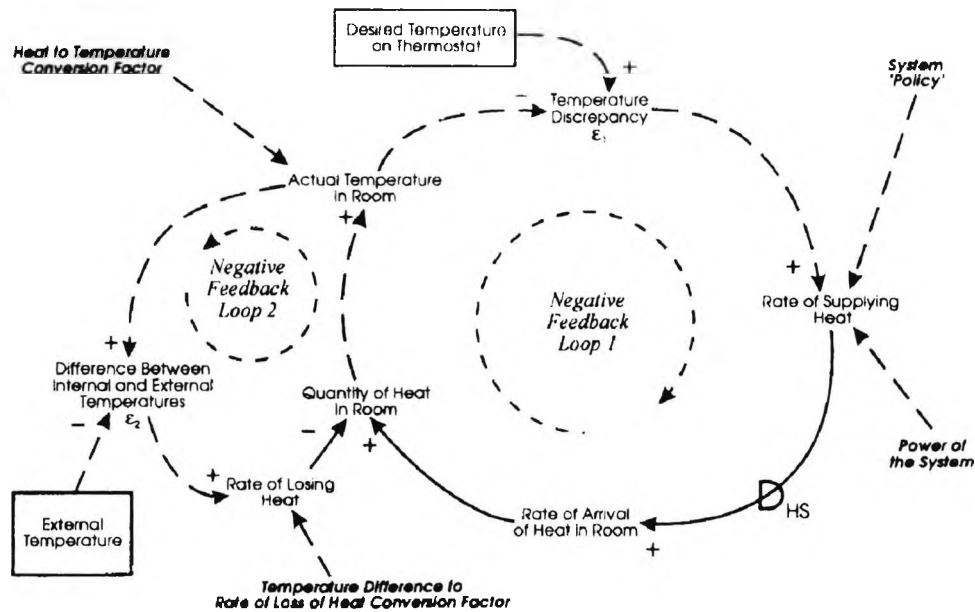 Desired Temperature
on Thermostat
Heat to Temperature
Conversion Factor
System
'Policy'
+
−
Temperature
Discrepancy
ε₁
Actual Temperature
in Room
+
Negative
Feedback
Loop 2
Negative
Feedback
Loop 1
+
Rate of Supplying
Heat
+
Difference Between
Internal and External
Temperatures
ε₂
−
Quantity of Heat
in Room
−
+
Power of
the System
+
Rate of Losing
Heat
D
HS
Rate of Arrival
of Heat in Room
+
External
Temperature
Temperature Difference to
Rate of Loss of Heat Conversion Factor